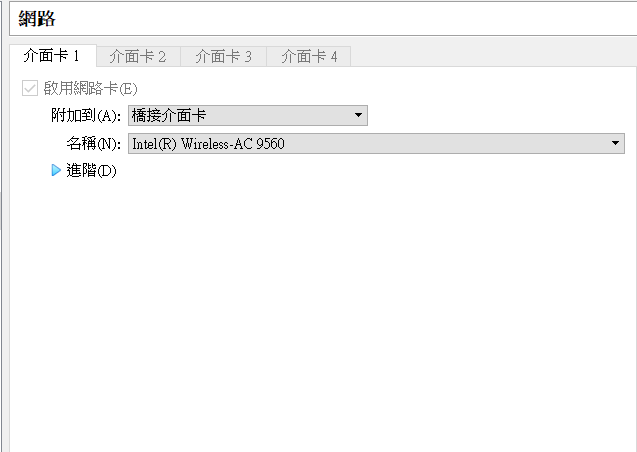 網路
介面卡 1 介面卡 2 介面卡 3 介面卡 4
啟用網路卡(E)
附加到(A): 橋接介面卡
名稱(N): Intel(R) Wireless-AC 9560
進階(D)